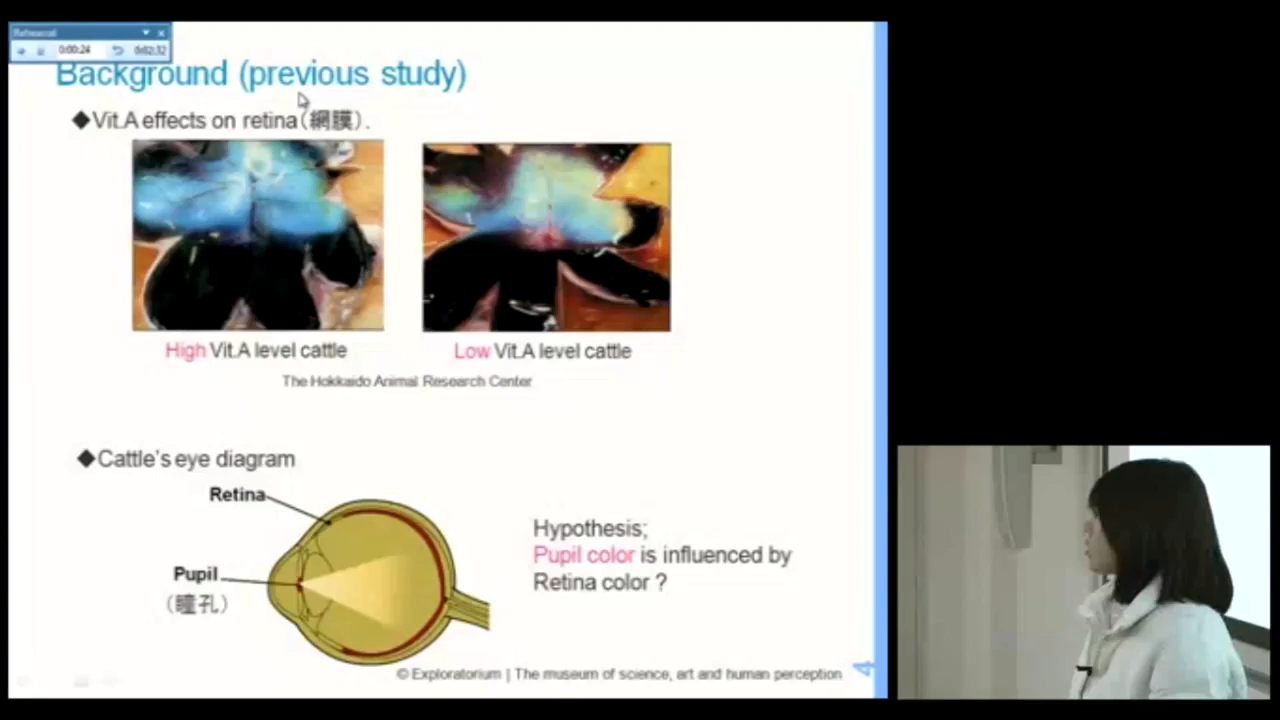 Rehearsal
0:00:24 0:02:32
Background (previous study)
◆Vit.A effects on retina(網膜).
High Vit.A level cattle
Low Vit.A level cattle
The Hokkaido Animal Research Center
◆Cattle's eye diagram
Retina
Pupil
(瞳孔)
Hypothesis;
Pupil color is influenced by
Retina color ?
© Exploratorium | The museum of science, art and human perception
4